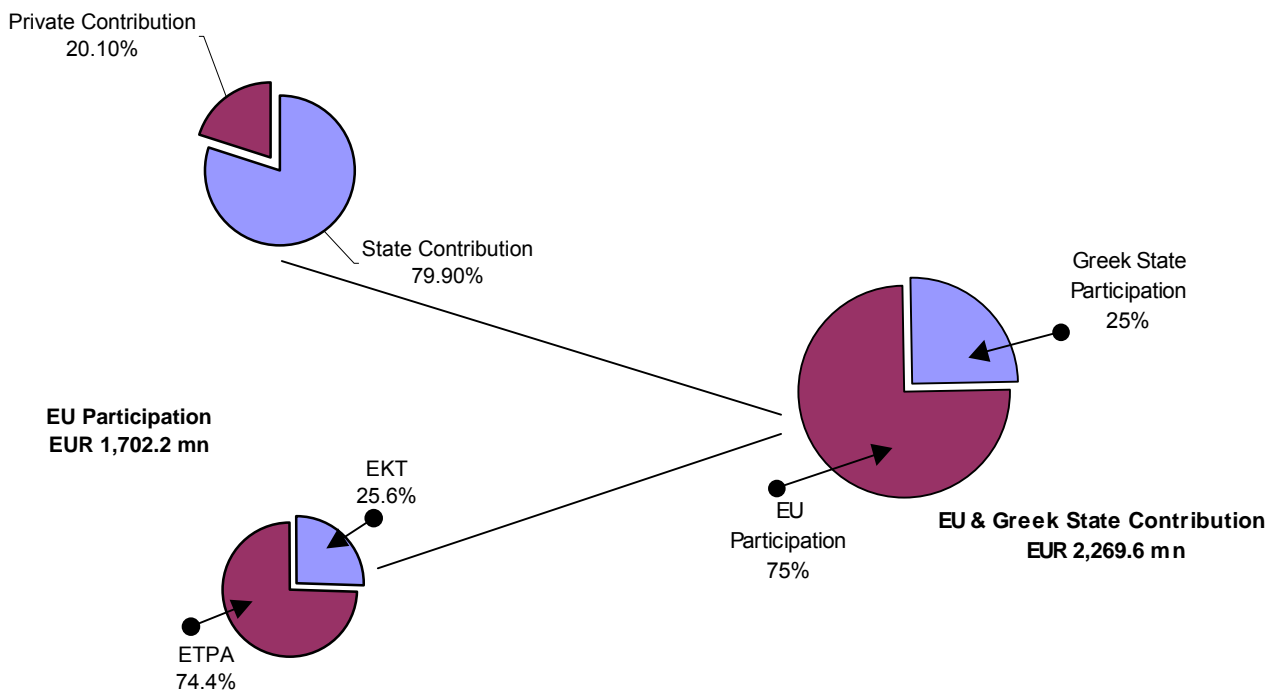 Private Contribution
20.10%
State Contribution
79.90%
Greek State
Participation
25%
EU Participation
EUR 1,702.2 mn
EKT
25.6%
EU
Participation
75%
EU & Greek State Contribution
EUR 2,269.6 mn
ETPA
74.4%